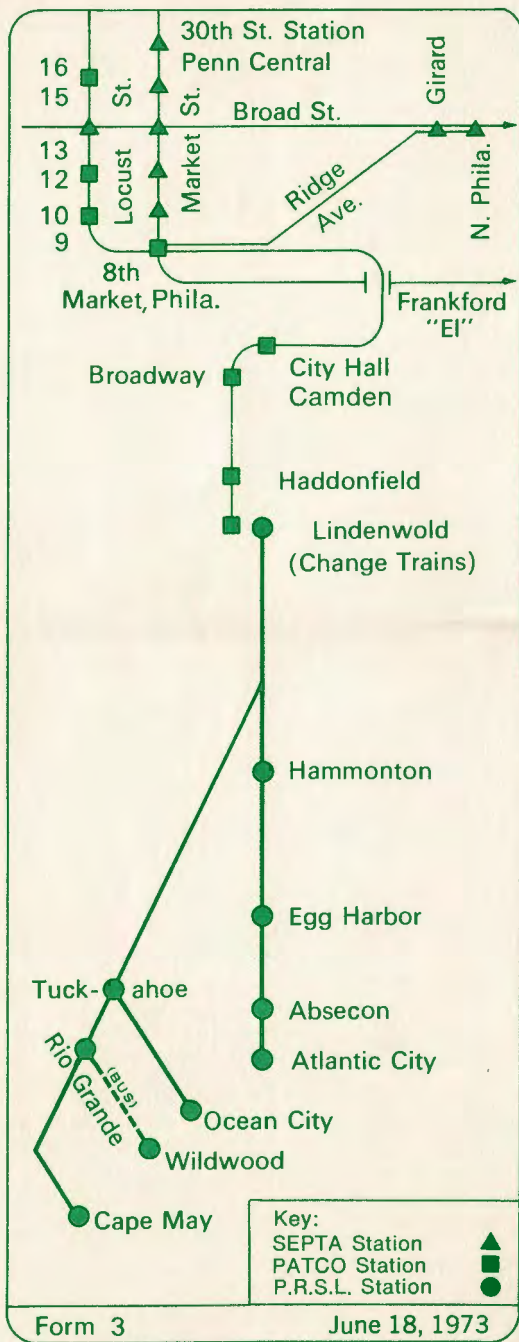 30th St. Station
Penn Central
16
15
St.
St.
Girard
Broad St.
13
12
10
9
Locust
Market
Ridge
Ave.
N. Phila.
8th
Market, Phila.
Frankford
"El"
Broadway
City Hall
Camden
Haddonfield
Lindenwold
(Change Trains)
Hammonton
Egg Harbor
Tuck- ahoe
Absecon
Rio Grande
(BUS)
Atlantic City
Ocean City
Wildwood
Cape May
Key:
SEPTA Station
PATCO Station
P.R.S.L. Station
Form 3 June 18, 1973